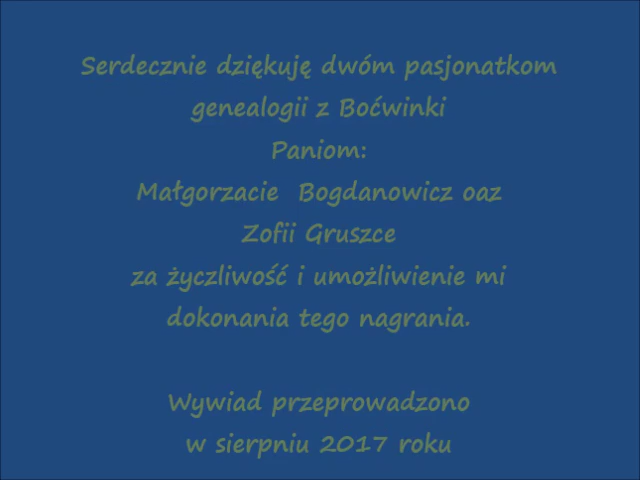 Serdecznie dziękuję dwóm pasjonatkom
genealogii z Boćwinki
Paniom:
Małgorzacie Bogdanowicz oaz
Zofii Gruszce
za życzliwość i umożliwienie mi
dokonania tego nagrania.
Wywiad przeprowadzono
w sierpniu 2017 roku